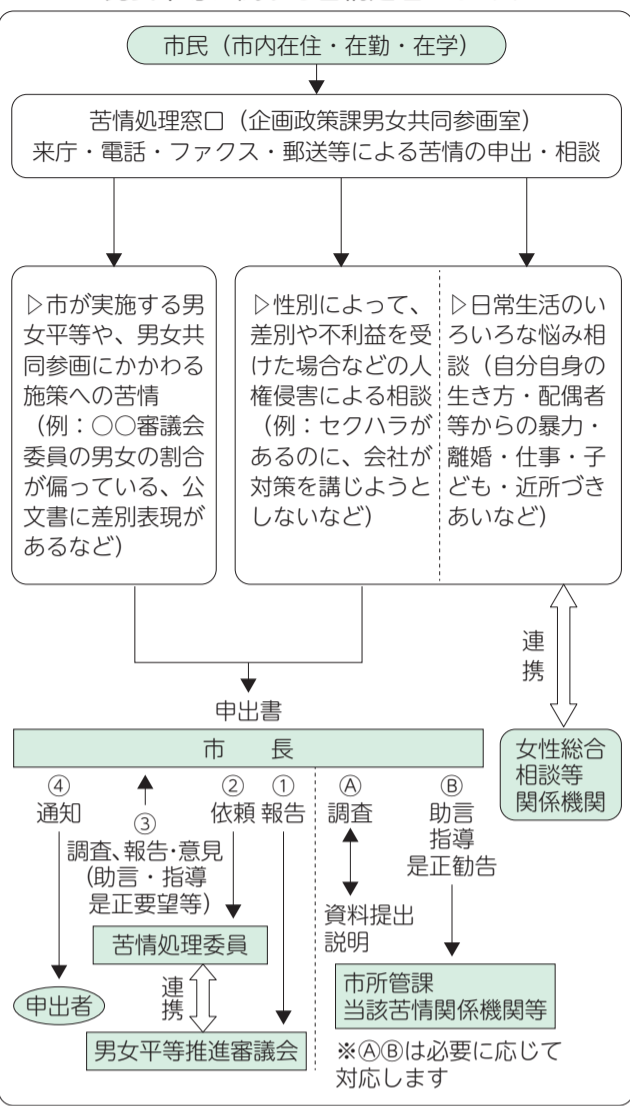 市民（市内在住・在勤・在学）
苦情処理窓口（企画政策課男女共同参画室）
来庁・電話・ファクス・郵送等による苦情の申出・相談
▷市が実施する男
女平等や、男女共
同参画にかかわる
施策への苦情
（例：○○審議会
委員の男女の割合
が偏っている、公
文書に差別表現が
あるなど）
▷性別によって、
差別や不利益を受
けた場合などの人
権侵害による相談
（例：セクハラが
あるのに、会社が
対策を講じようと
しないなど）
▷日常生活のい
ろいろな悩み相
談（自分自身の
生き方・配偶者
等からの暴力・
離婚・仕事・子
ども・近所づき
あいなど）
連携
申出書
市　長
女性総合
相談等
関係機関
④
通知
③
調査、報告・意見
（助言・指導
是正要望等）
②
依頼
①
報告
Ⓐ
調査
資料提出
説明
Ⓑ
助言
指導
是正勧告
苦情処理委員
連携
申出者
男女平等推進審議会
市所管課
当該苦情関係機関等
※ⒶⒷは必要に応じて
対応します